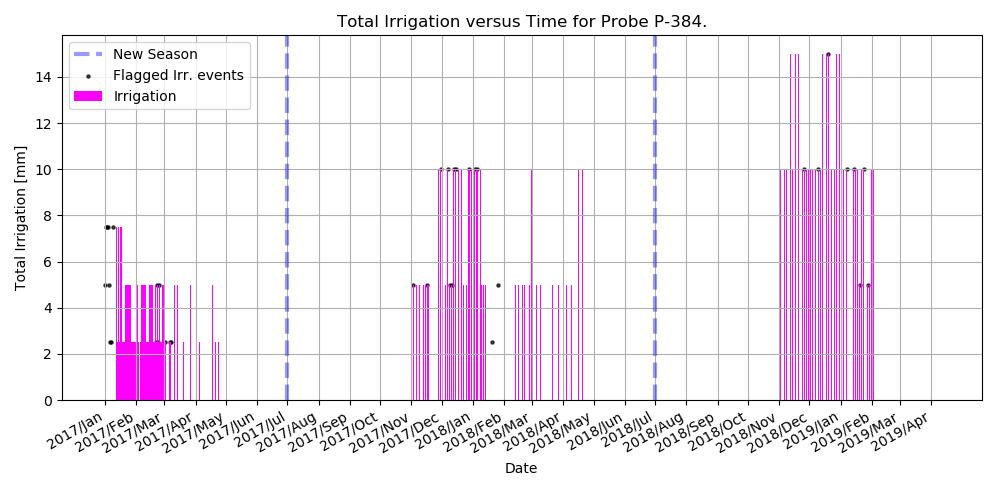 Total Irrigation versus Time for Probe P-384.
New Season
Flagged Irr. events
Irrigation
Total Irrigation [mm]
14
12
10
8
6
4
2
0
2017/Jan
2017/Feb
2017/Mar
2017/Apr
2017/May
2017/Jun
2017/Jul
2017/Aug
2017/Sep
2017/Oct
2017/Nov
2017/Dec
2018/Jan
2018/Feb
2018/Mar
2018/Apr
2018/May
2018/Jun
2018/Jul
2018/Aug
2018/Sep
2018/Oct
2018/Nov
2018/Dec
2019/Jan
2019/Feb
2019/Mar
2019/Apr
Date